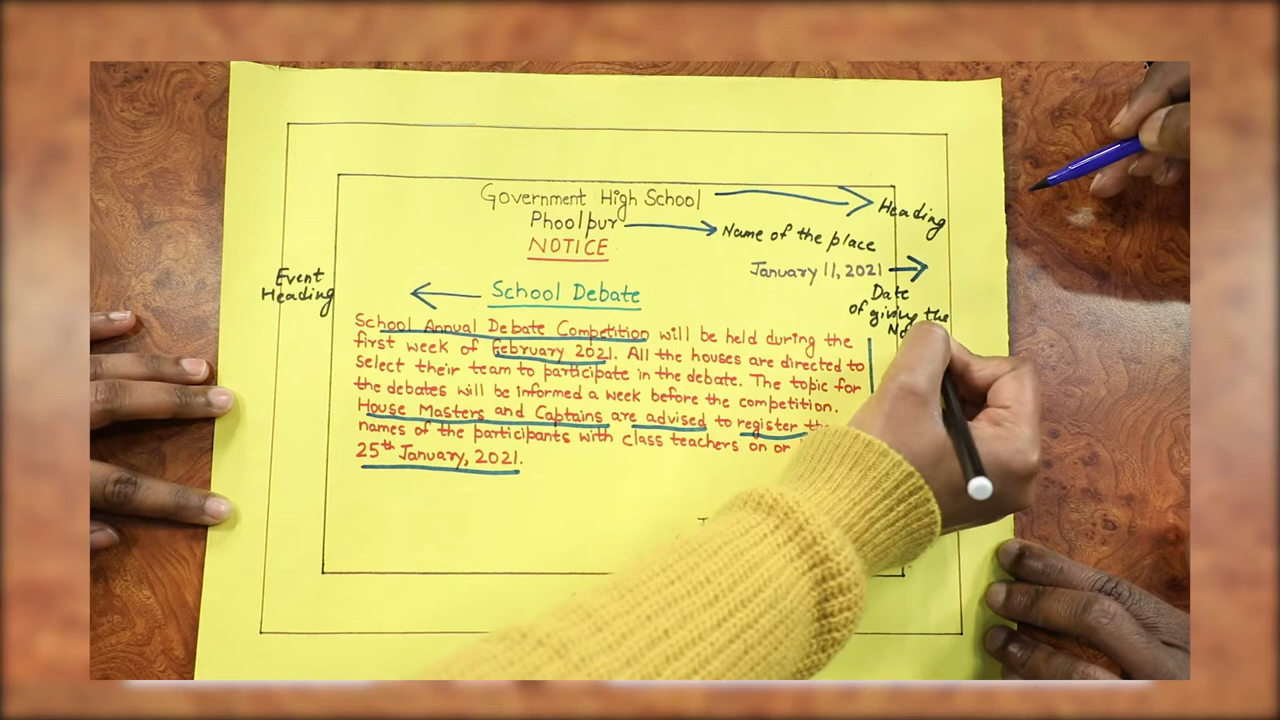 Government High School
Heading
Phoolpur
Name of the place
NOTICE
January 11, 2021
Date
of giving the
Event
Heading
School Debate
School Annual Debate Competition will be held during the
first week of February 2021. All the houses are directed to
select their team to participate in the debate. The topic for
the debates will be informed a week before the competition.
House Masters and Captains are advised to register
names of the participants with class teachers on or
25th January, 2021.